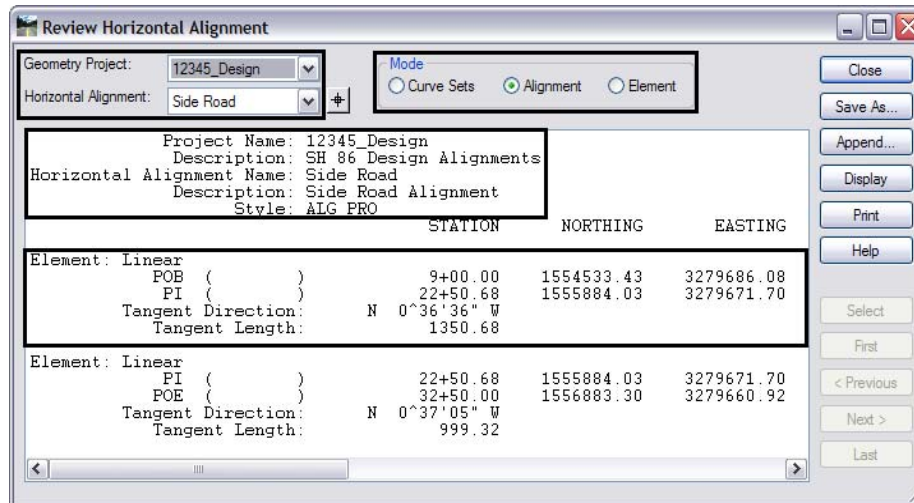 Review Horizontal Alignment
Geometry Project: 12345_Design
Horizontal Alignment: Side Road
Mode
Curve Sets Alignment Element
Close
Save As...
Append...
Display
Print
Help
Select
First
< Previous
Next >
Last
Project Name: 12345_Design
Description: SH 86 Design Alignments
Horizontal Alignment Name: Side Road
Description: Side Road Alignment
Style: ALG PRO
STATION NORTHING EASTING
Element: Linear
POB ( ) 9+00.00 1554533.43 3279686.08
PI ( ) 22+50.68 1555884.03 3279671.70
Tangent Direction: N 0^36'36" W
Tangent Length: 1350.68
Element: Linear
PI ( ) 22+50.68 1555884.03 3279671.70
POE ( ) 32+50.00 1556883.30 3279660.92
Tangent Direction: N 0^37'05" W
Tangent Length: 999.32